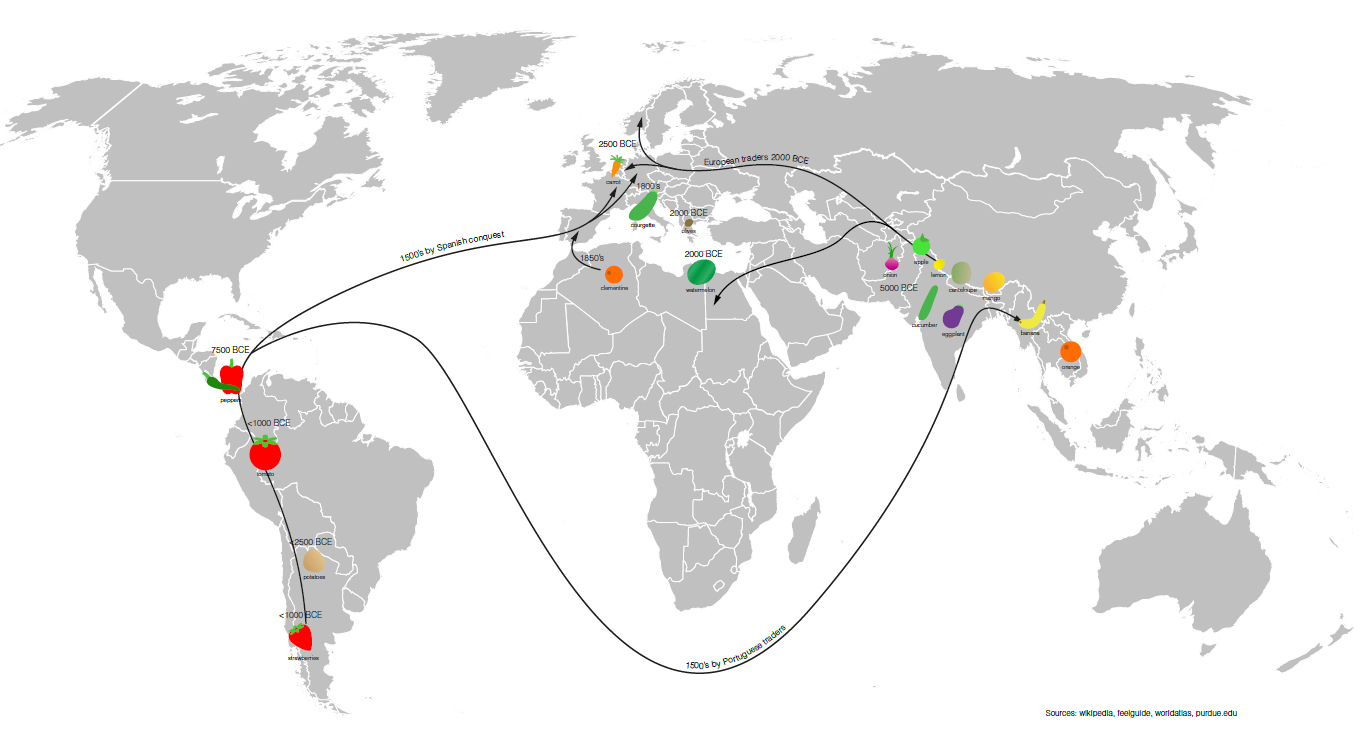 2500 BCE
European traders 2000 BCE
carrot
1800's
2000 BCE
courgette
olives
1500's by Spanish conquest
1850's
2000 BCE
clementine
watermelon
onion
apple
lemon
canteloupe
mango
5000 BCE
cucumber
eggplant
banana
orange
7500 BCE
peppers
<1000 BCE
tomato
<2500 BCE
potatoes
<1000 BCE
strawberries
1500's by Portuguese traders
Sources: wikipedia, feelguide, worldatlas, purdue.edu